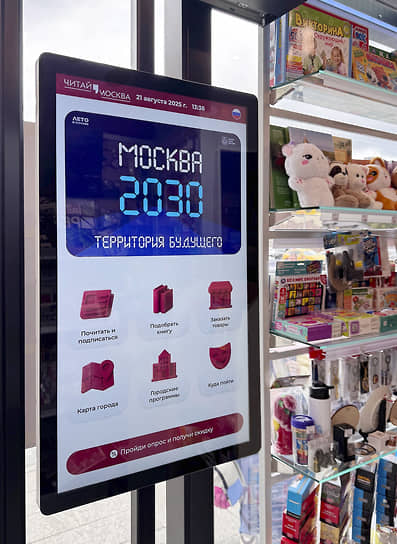 ЧИТАЙ МОСКВА
21 августа 2025 г. 13:35
ЛЕТО
МОСКВА
2030
ТЕРРИТОРИЯ БУДУЩЕГО
Почитать и
подписаться
Подобрать
книгу
Заказать
товары
Карта города
Городские
программы
Куда пойти
Пройди опрос и получи скидку
ВИКТОРИНА